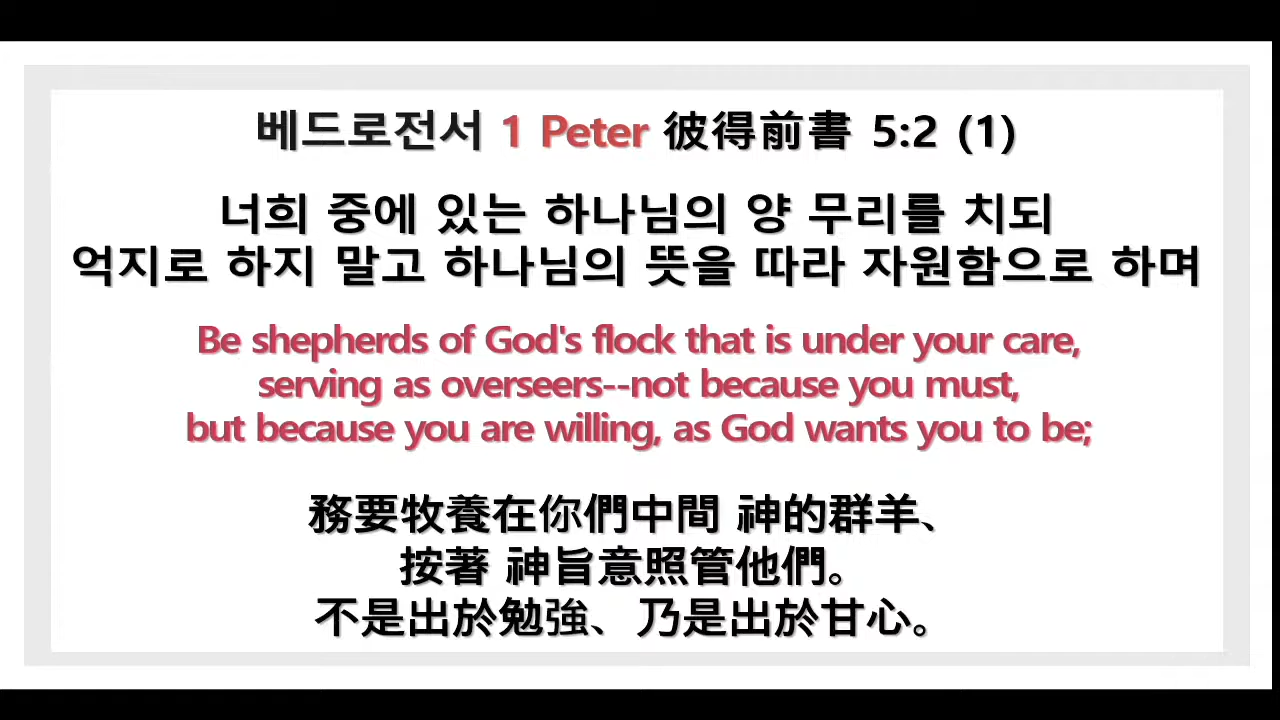 베드로전서 1 Peter 彼得前書 5:2 (1)
너희 중에 있는 하나님의 양 무리를 치되
억지로 하지 말고 하나님의 뜻을 따라 자원함으로 하며
Be shepherds of God's flock that is under your care,
serving as overseers--not because you must,
but because you are willing, as God wants you to be;
務要牧養在你們中間 神的群羊、
按著 神旨意照管他們。
不是出於勉強、乃是出於甘心。